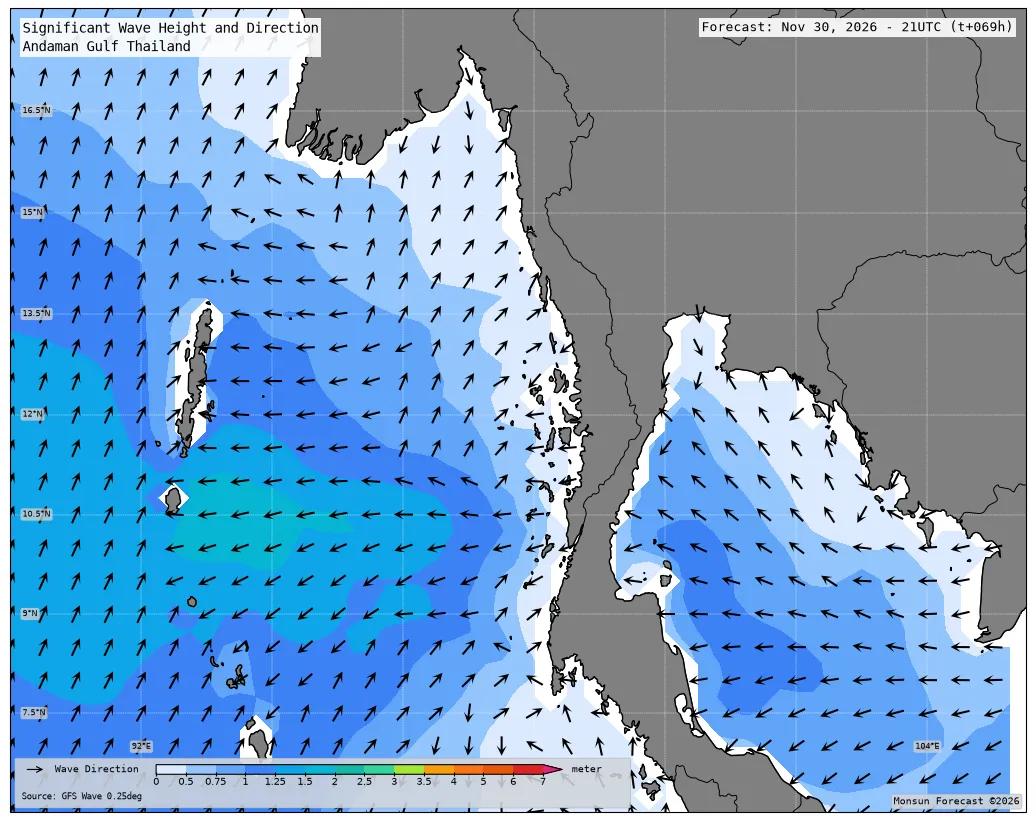 Significant Wave Height and Direction
Andaman Gulf Thailand
Forecast: Nov 30, 2026 - 21UTC (t+069h)
16.5°N
15°N
13.5°N
12°N
10.5°N
9°N
7.5°N
92°E
104°E
Wave Direction
0.5 0.75 1 1.25 1.5 2 2.5 3 3.5 4 5 6 7
meter
Source: GFS Wave 0.25deg
Monsun Forecast ©2026